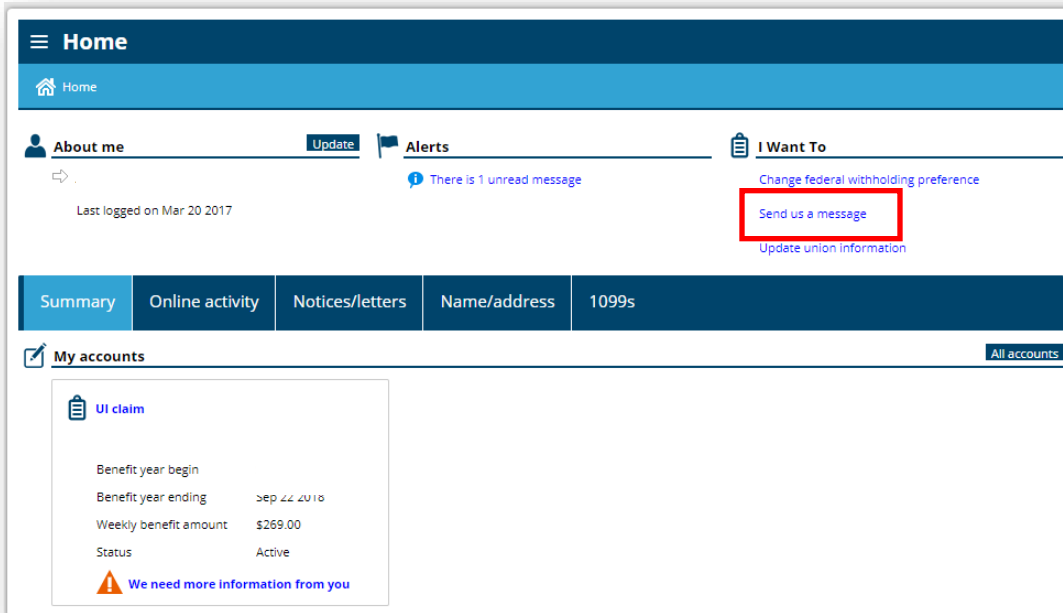 Home
Home
About me
Update
Last logged on Mar 20 2017
Alerts
There is 1 unread message
I Want To
Change federal withholding preference
Send us a message
Update union information
Summary
Online activity
Notices/letters
Name/address
1099s
My accounts
All accounts
UI claim
Benefit year begin
Benefit year ending Sep 22 2018
Weekly benefit amount $269.00
Status Active
We need more information from you